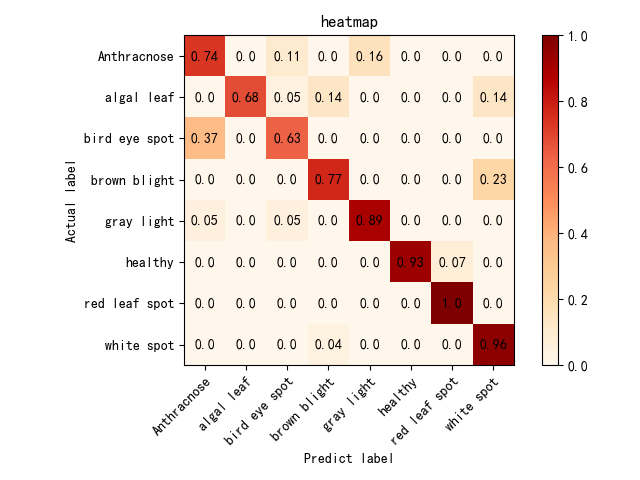 heatmap
Anthracnose 0.74 0.0 0.11 0.0 0.16 0.0 0.0 0.0
algal leaf 0.0 0.68 0.05 0.14 0.0 0.0 0.0 0.14
bird eye spot 0.37 0.0 0.63 0.0 0.0 0.0 0.0 0.0
brown blight 0.0 0.0 0.0 0.77 0.0 0.0 0.0 0.23
gray light 0.05 0.0 0.05 0.0 0.89 0.0 0.0 0.0
healthy 0.0 0.0 0.0 0.0 0.0 0.93 0.07 0.0
red leaf spot 0.0 0.0 0.0 0.0 0.0 0.0 1.0 0.0
white spot 0.0 0.0 0.0 0.04 0.0 0.0 0.0 0.96
Actual label
Anthracnose
algal leaf
bird eye spot
brown blight
gray light
healthy
red leaf spot
white spot
Predict label
1.0
0.8
0.6
0.4
0.2
0.0